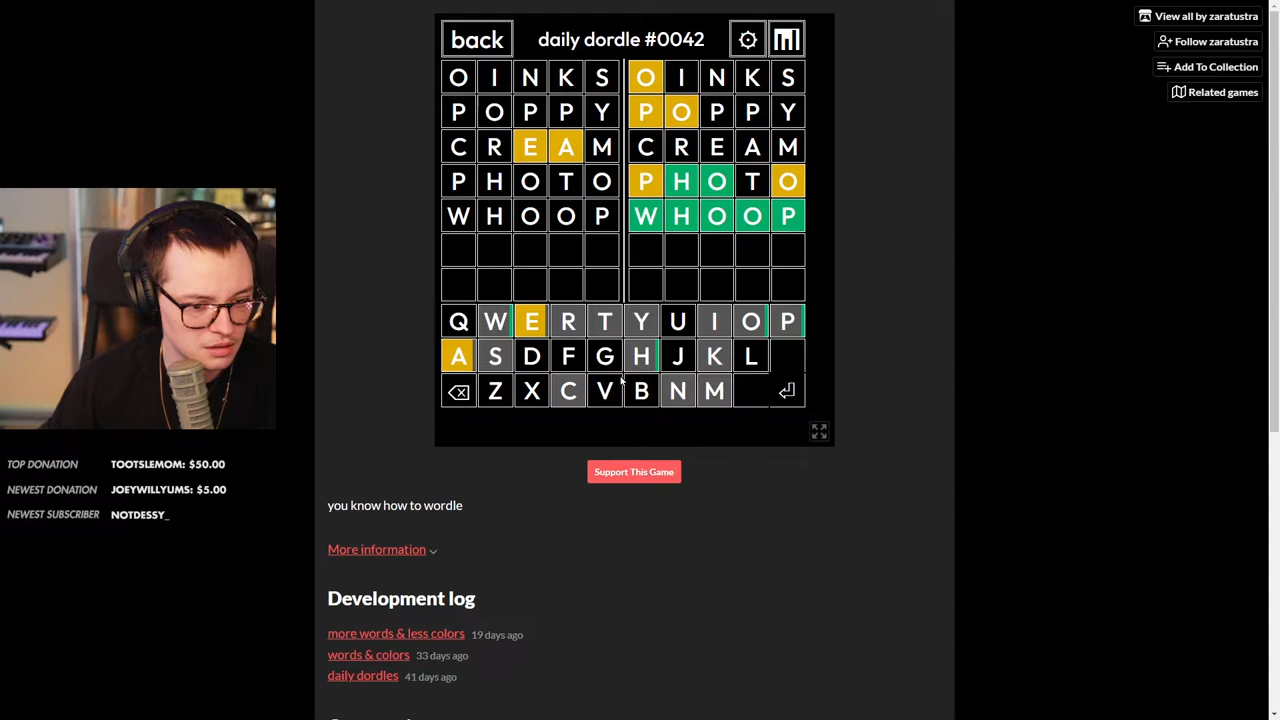 View all by zaratustra
Follow zaratustra
Add To Collection
Related games
back daily dordle #0042
O I N K S O I N K S
P O P P Y P O P P Y
C R E A M C R E A M
P H O T O P H O T O
W H O O P W H O O P
Q W E R T Y U I O P
A S D F G H J K L
Z X C V B N M
Support This Game
you know how to wordle
More information
Development log
more words & less colors 19 days ago
words & colors 33 days ago
daily dordles 41 days ago
TOP DONATION TOOTSLEMOM: $50.00
NEWEST DONATION JOEYWILLYUMS: $5.00
NEWEST SUBSCRIBER NOTDESSY_